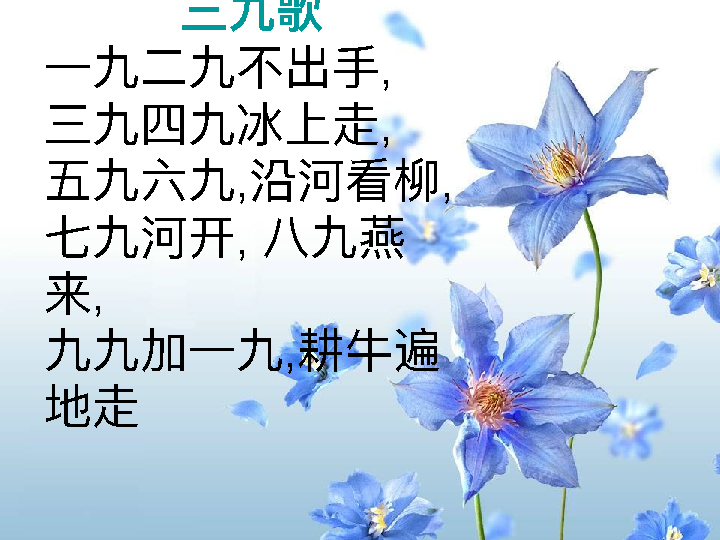 三九歌
一九二九不出手,
三九四九冰上走,
五九六九,沿河看柳,
七九河开, 八九燕
来,
九九加一九,耕牛遍
地走